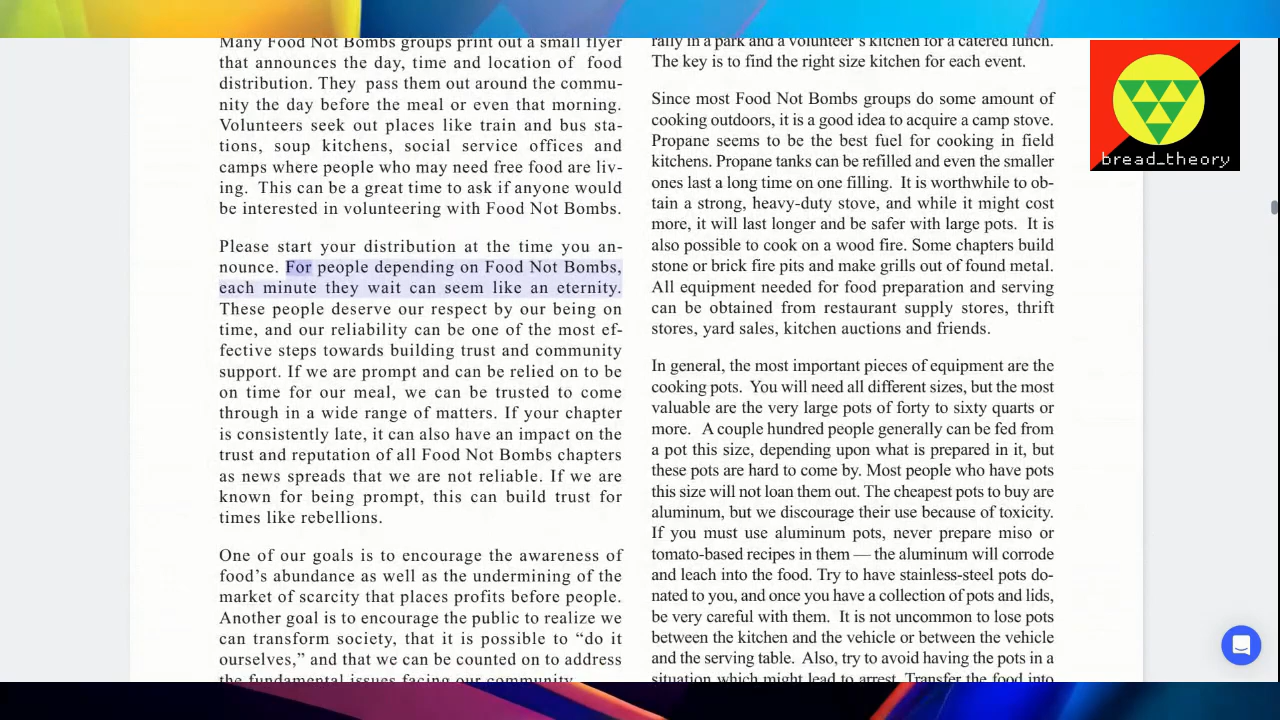 Many Food Not Bombs groups print out a small flyer
that announces the day, time and location of food
distribution. They pass them out around the commu-
nity the day before the meal or even that morning.
Volunteers seek out places like train and bus sta-
tions, soup kitchens, social service offices and
camps where people who may need free food are liv-
ing. This can be a great time to ask if anyone would
be interested in volunteering with Food Not Bombs.
Please start your distribution at the time you an-
nounce. For people depending on Food Not Bombs,
each minute they wait can seem like an eternity.
These people deserve our respect by our being on
time, and our reliability can be one of the most ef-
fective steps towards building trust and community
support. If we are prompt and can be relied on to be
on time for our meal, we can be trusted to come
through in a wide range of matters. If your chapter
is consistently late, it can also have an impact on the
trust and reputation of all Food Not Bombs chapters
as news spreads that we are not reliable. If we are
known for being prompt, this can build trust for
times like rebellions.
One of our goals is to encourage the awareness of
food's abundance as well as the undermining of the
market of scarcity that places profits before people.
Another goal is to encourage the public to realize we
can transform society, that it is possible to “do it
ourselves,” and that we can be counted on to address
the fundamental issues facing our community.
rally in a park and a volunteer's kitchen for a catered lunch.
The key is to find the right size kitchen for each event.
Since most Food Not Bombs groups do some amount of
cooking outdoors, it is a good idea to acquire a camp stove.
Propane seems to be the best fuel for cooking in field
kitchens. Propane tanks can be refilled and even the smaller
ones last a long time on one filling. It is worthwhile to ob-
tain a strong, heavy-duty stove, and while it might cost
more, it will last longer and be safer with large pots. It is
also possible to cook on a wood fire. Some chapters build
stone or brick fire pits and make grills out of found metal.
All equipment needed for food preparation and serving
can be obtained from restaurant supply stores, thrift
stores, yard sales, kitchen auctions and friends.
In general, the most important pieces of equipment are the
cooking pots. You will need all different sizes, but the most
valuable are the very large pots of forty to sixty quarts or
more. A couple hundred people generally can be fed from
a pot this size, depending upon what is prepared in it, but
these pots are hard to come by. Most people who have pots
this size will not loan them out. The cheapest pots to buy are
aluminum, but we discourage their use because of toxicity.
If you must use aluminum pots, never prepare miso or
tomato-based recipes in them — the aluminum will corrode
and leach into the food. Try to have stainless-steel pots do-
nated to you, and once you have a collection of pots and lids,
be very careful with them. It is not uncommon to lose pots
between the kitchen and the vehicle or between the vehicle
and the serving table. Also, try to avoid having the pots in a
situation which might lead to arrest. Transfer the food into
bread_theory